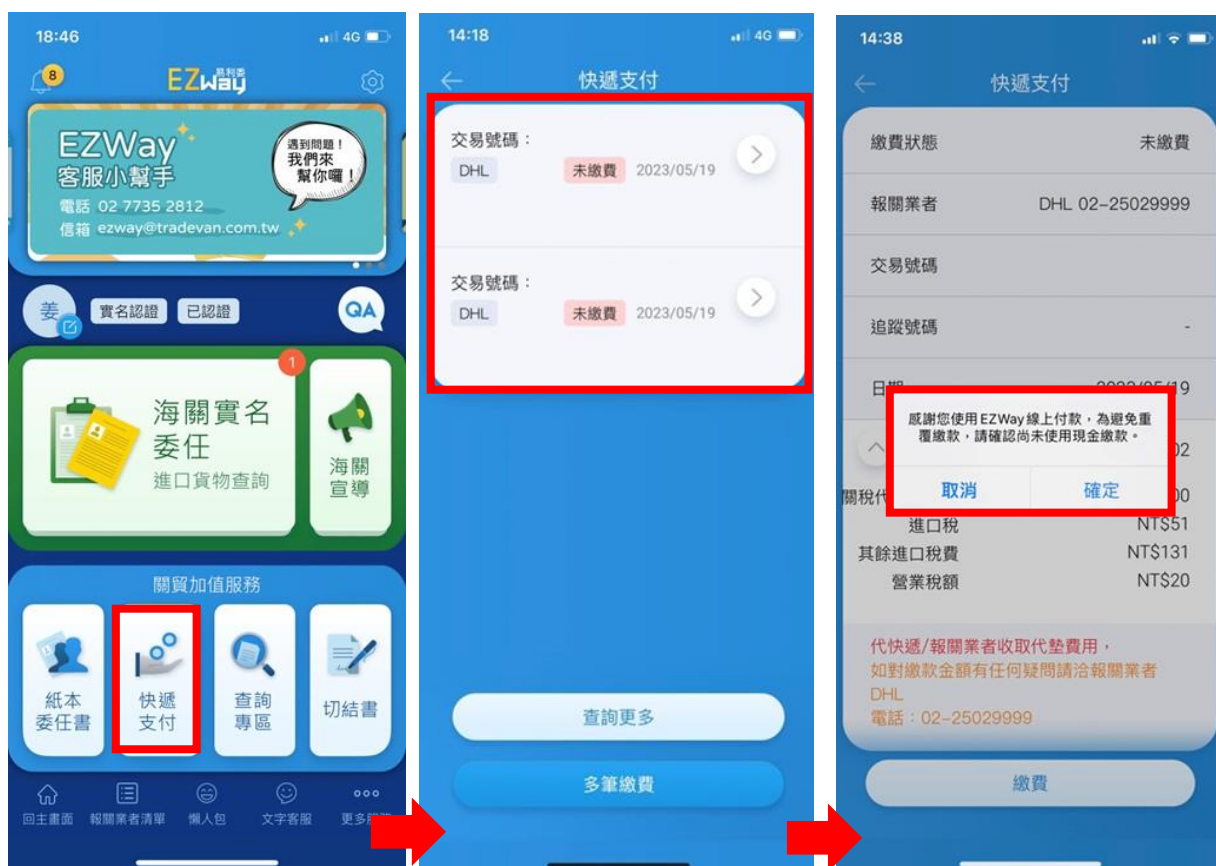 18:46
4G
8
EZWay 易利委
EZWay
客服小幫手
電話 02 7735 2812
信箱 ezway@tradevan.com.tw
遇到問題！
我們來
幫你囉！
姜
實名認證
已認證
QA
1
海關實名
委任
進口貨物查詢
海關
宣導
關貿加值服務
紙本
委任書
快遞
支付
查詢
專區
切結書
回主畫面
報關業者清單
懶人包
文字客服
更多
14:18
4G
快遞支付
交易號碼：
DHL
未繳費
2023/05/19
交易號碼：
DHL
未繳費
2023/05/19
查詢更多
多筆繳費
14:38
快遞支付
繳費狀態
未繳費
報關業者
DHL 02-25029999
交易號碼
追蹤號碼
-
感謝您使用EZWay線上付款，為避免重
覆繳款，請確認尚未使用現金繳款。
取消
確定
關稅代
進口稅
NT$51
其餘進口稅費
NT$131
營業稅額
NT$20
代快遞/報關業者收取代墊費用，
如對繳款金額有任何疑問請洽報關業者
DHL
電話：02-25029999
繳費